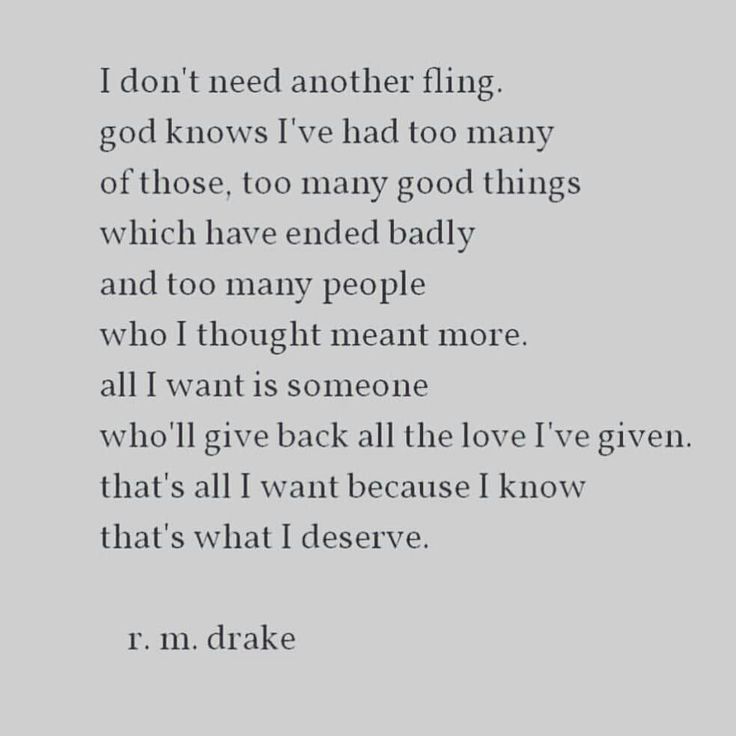 I don't need another fling.
god knows I've had too many
of those, too many good things
which have ended badly
and too many people
who I thought meant more.
all I want is someone
who'll give back all the love I've given.
that's all I want because I know
that's what I deserve.
r. m. drake